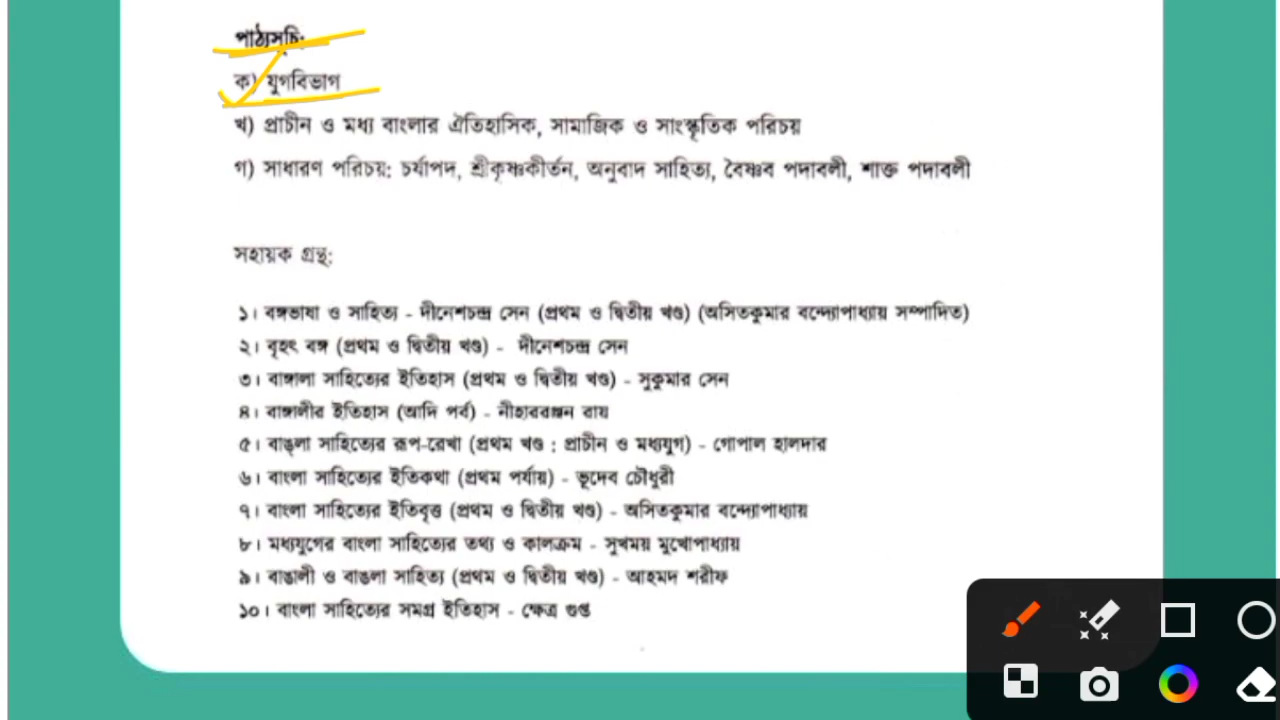 পাঠ্যসূচি:
ক) যুগবিভাগ
খ) প্রাচীন ও মধ্য বাংলার ঐতিহাসিক, সামাজিক ও সাংস্কৃতিক পরিচয়
গ) সাধারণ পরিচয়: চর্যাপদ, শ্রীকৃষ্ণকীর্তন, অনুবাদ সাহিত্য, বৈষ্ণব পদাবলী, শাক্ত পদাবলী
সহায়ক গ্রন্থ:
১। বঙ্গভাষা ও সাহিত্য - দীনেশচন্দ্র সেন (প্রথম ও দ্বিতীয় খণ্ড) (অসিতকুমার বন্দ্যোপাধ্যায় সম্পাদিত)
২। বৃহৎ বঙ্গ (প্রথম ও দ্বিতীয় খণ্ড) - দীনেশচন্দ্র সেন
৩। বাঙ্গালা সাহিত্যের ইতিহাস (প্রথম ও দ্বিতীয় খণ্ড) - সুকুমার সেন
৪। বাঙ্গালীর ইতিহাস (আদি পর্ব) - নীহাররঞ্জন রায়
৫। বাঙ্‌লা সাহিত্যের রূপ-রেখা (প্রথম খণ্ড : প্রাচীন ও মধ্যযুগ) - গোপাল হালদার
৬। বাংলা সাহিত্যের ইতিকথা (প্রথম পর্যায়) - ভূদেব চৌধুরী
৭। বাংলা সাহিত্যের ইতিবৃত্ত (প্রথম ও দ্বিতীয় খণ্ড) - অসিতকুমার বন্দ্যোপাধ্যায়
৮। মধ্যযুগের বাংলা সাহিত্যের তথ্য ও কালক্রম - সুখময় মুখোপাধ্যায়
৯। বাঙালী ও বাঙলা সাহিত্য (প্রথম ও দ্বিতীয় খণ্ড) - আহমদ শরীফ
১০। বাংলা সাহিত্যের সমগ্র ইতিহাস - ক্ষেত্র গুপ্ত